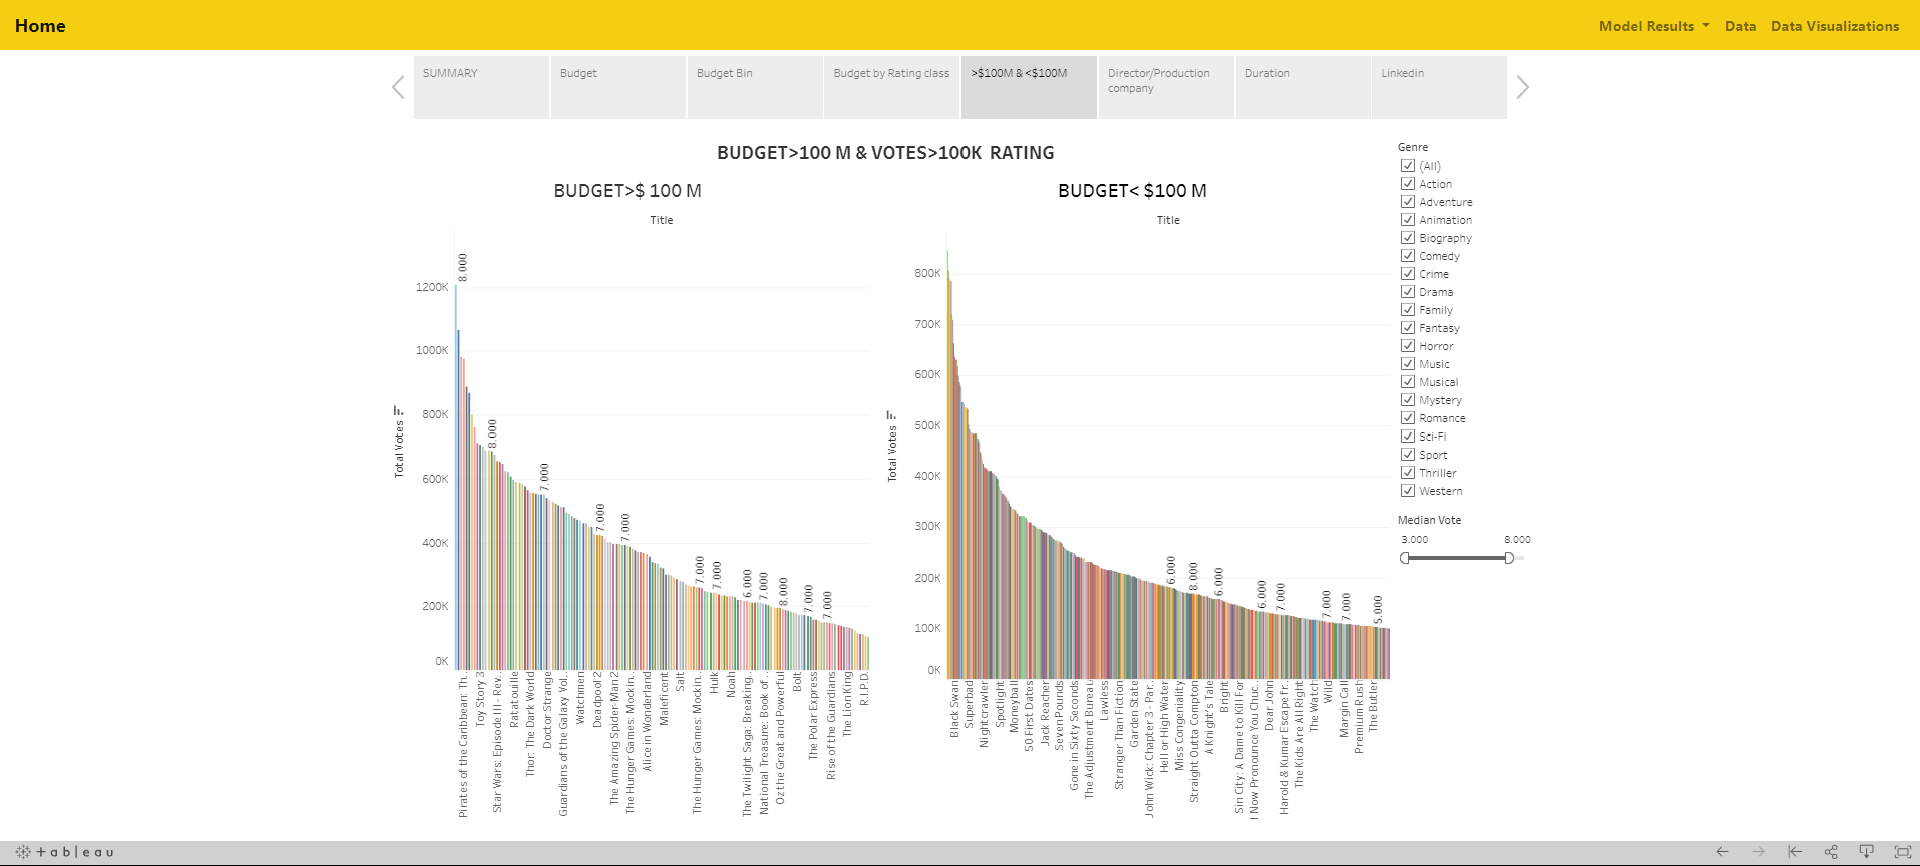 Home
Model Results
Data
Data Visualizations
SUMMARY
Budget
Budget Bin
Budget by Rating class
>$100M & <$100M
Director/Production
company
Duration
Linkedin
BUDGET>100 M & VOTES>100K  RATING
BUDGET>$ 100 M
Title
Total Votes
1200K
1000K
800K
600K
400K
200K
0K
8.000
8.000
7.000
7.000
7.000
7.000
7.000
6.000
7.000
8.000
7.000
7.000
Pirates of the Caribbean: Th..
Toy Story 3
Star Wars: Episode III - Rev..
Ratatouille
Thor: The Dark World
Doctor Strange
Guardians of the Galaxy Vol..
Watchmen
Deadpool 2
The Amazing Spider-Man 2
The Hunger Games: Mockin..
Alice in Wonderland
Maleficent
Salt
The Hunger Games: Mockin..
Hulk
Noah
The Twilight Saga: Breaking..
National Treasure: Book of ..
Oz the Great and Powerful
Bolt
The Polar Express
Rise of the Guardians
The Lion King
R.I.P.D.
BUDGET< $100 M
Title
Total Votes
800K
700K
600K
500K
400K
300K
200K
100K
0K
6.000
8.000
6.000
6.000
7.000
7.000
7.000
5.000
Black Swan
Superbad
Nightcrawler
Spotlight
Moneyball
50 First Dates
Jack Reacher
Seven Pounds
Gone in Sixty Seconds
The Adjustment Bureau
Lawless
Stranger Than Fiction
Garden State
John Wick: Chapter 3 - Par..
Hell or High Water
Miss Congeniality
Straight Outta Compton
A Knight's Tale
Bright
Sin City: A Dame to Kill For
I Now Pronounce You Chuc..
Dear John
Harold & Kumar Escape fr..
The Kids Are All Right
The Watch
Wild
Margin Call
Premium Rush
The Butler
Genre
(All)
Action
Adventure
Animation
Biography
Comedy
Crime
Drama
Family
Fantasy
Horror
Music
Musical
Mystery
Romance
Sci-Fi
Sport
Thriller
Western
Median Vote
3.000 8.000
+ a b | e a u